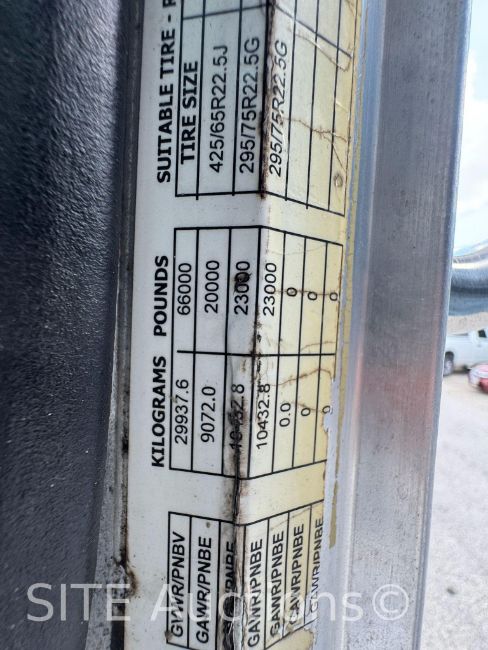 KILOGRAMS POUNDS SUITABLE TIRE - R
TIRE SIZE
GVWR/PNBV 29937.6 66000
GAWR/PNBE 9072.0 20000 425/65R22.5J
23000 295/75R22.5G
GAWR/PNBE 10432.8 23000 295/75R22.5G
GAWR/PNBE 0.0 0
GAWR/PNBE 0 0
GAWR/PNBE 0 0
SITE Auctions©